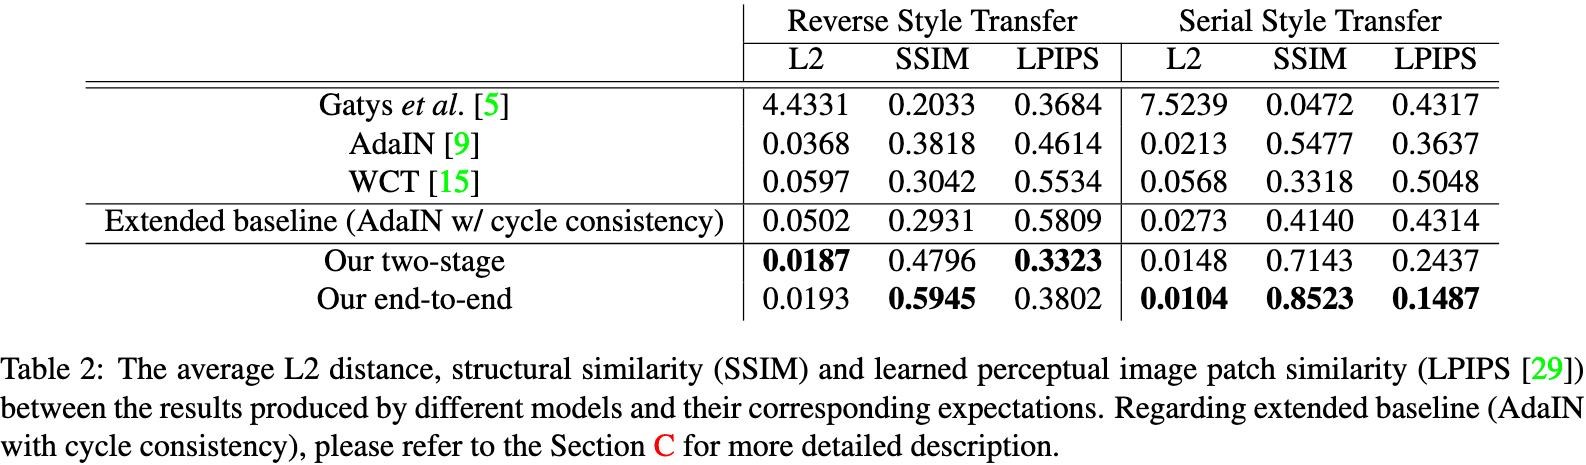 Reverse Style Transfer Serial Style Transfer
L2 SSIM LPIPS L2 SSIM LPIPS
Gatys et al. [5] 4.4331 0.2033 0.3684 7.5239 0.0472 0.4317
AdaIN [9] 0.0368 0.3818 0.4614 0.0213 0.5477 0.3637
WCT [15] 0.0597 0.3042 0.5534 0.0568 0.3318 0.5048
Extended baseline (AdaIN w/ cycle consistency) 0.0502 0.2931 0.5809 0.0273 0.4140 0.4314
Our two-stage 0.0187 0.4796 0.3323 0.0148 0.7143 0.2437
Our end-to-end 0.0193 0.5945 0.3802 0.0104 0.8523 0.1487
Table 2: The average L2 distance, structural similarity (SSIM) and learned perceptual image patch similarity (LPIPS [29])
between the results produced by different models and their corresponding expectations. Regarding extended baseline (AdaIN
with cycle consistency), please refer to the Section C for more detailed description.